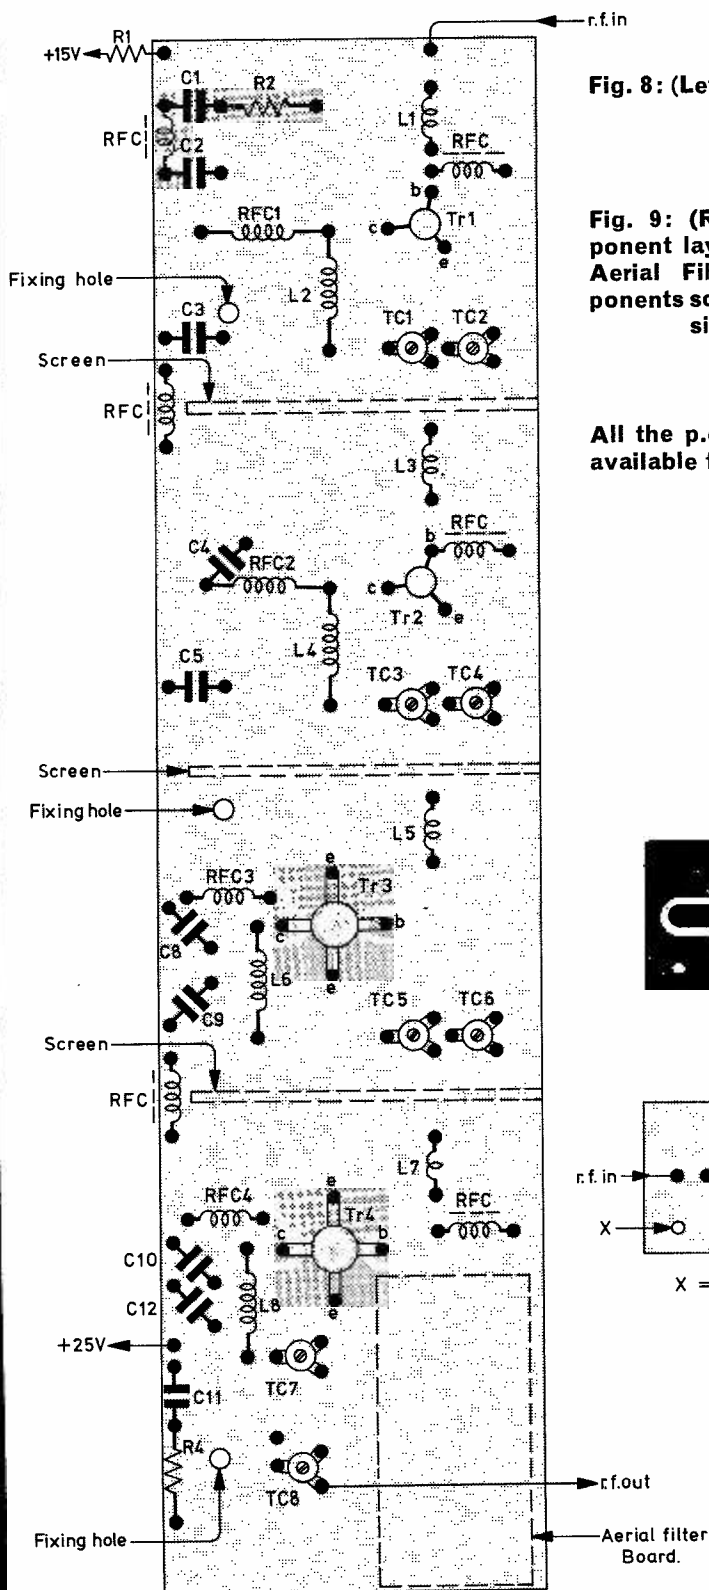 r.f.in
R1
+15V
C1
R2
RFC
C2
L1
RFC
b
c
Tr1
e
RFC1
Fixing hole
L2
C3
TC1
TC2
Screen
RFC
L3
RFC
b
C4
RFC2
c
Tr2
e
L4
C5
TC3
TC4
Screen
Fixing hole
L5
e
Tr3
RFC3
c
b
C8
L6
e
C9
TC5
TC6
Screen
RFC
L7
RFC
RFC4
e
Tr4
c
b
C10
C12
L8
e
+25V
TC7
C11
R4
TC8
r.f.out
Fixing hole
Aerial filter
Board.
Fig. 8: (Le
Fig. 9: (R
ponent lay
Aerial Fil
ponents so
si
All the p.
available f
r.f. in
X
X =